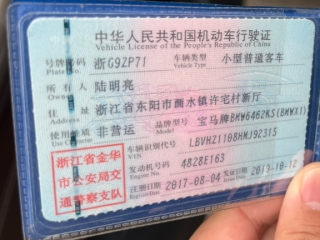 中华人民共和国机动车行驶证
Vehicle License of the People's Republic of China
号牌号码 浙G9ZP71 车辆类型 小型普通客车
Plate No. Vehicle Type
所有人 陆明亮
Owner
住址 浙江省东阳市画水镇许宅村新厅
Address
使用性质 非营运 品牌型号 宝马牌BMW6462KS(BMWX1)
Use Character Model
浙江省金华市公安局交通警察支队
车辆识别代号 LBVHZ1108HMJ92315
VIN
发动机号码 4828E163
Engine No.
注册日期 2017-08-04 发证日期
Register Date Issue Date